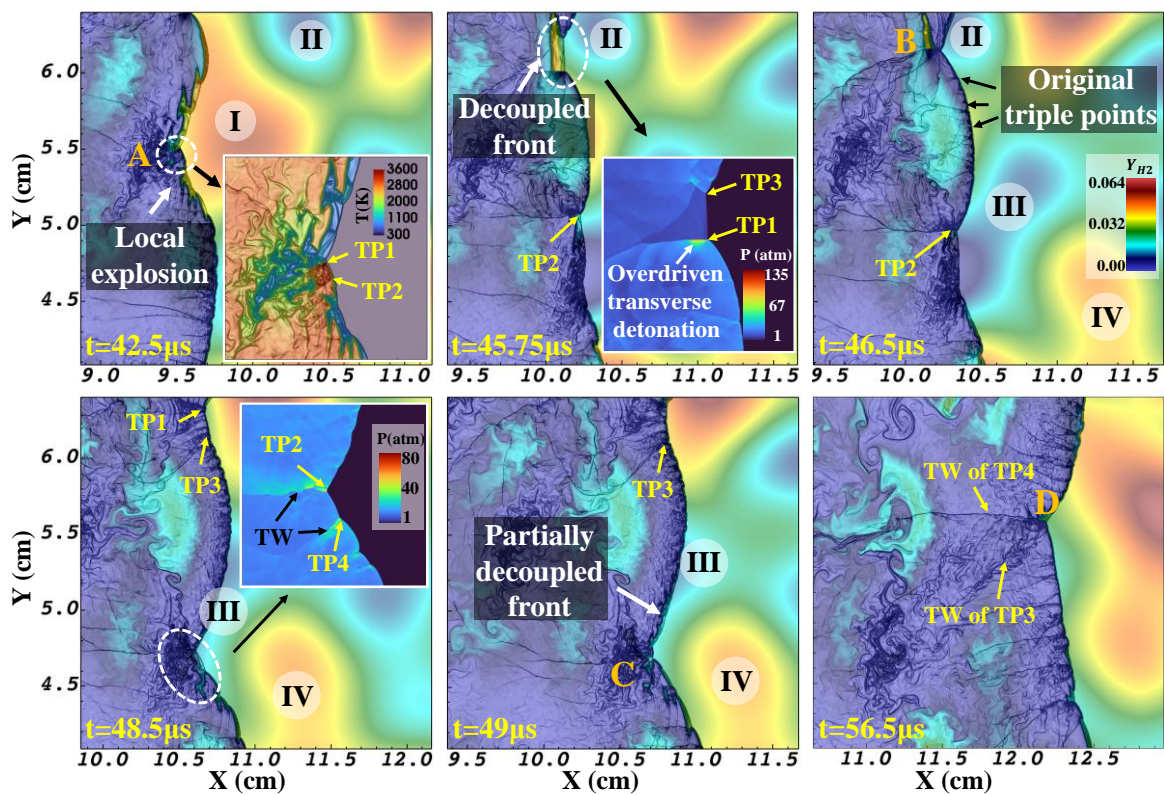 II
6.0
I
5.5
A
Y (cm)
5.0
Local
explosion
4.5
T(K)
3600
2800
1900
1100
300
TP1
TP2
t=42.5μs
9.0
9.5
10.0
10.5
11.0
II
Decoupled
front
TP2
TP3
TP1
Overdriven
transverse
detonation
P (atm)
135
67
1
t=45.75μs
9.5
10.0
10.5
11.0
11.5
B
II
Original
triple points
Y_H2
0.064
0.032
0.00
III
TP2
IV
t=46.5μs
9.5
10.0
10.5
11.0
11.5
TP1
6.0
TP3
5.5
Y (cm)
5.0
4.5
P(atm)
80
40
1
TP2
TW
TP4
III
IV
t=48.5μs
10.0
10.5
11.0
11.5
12.0
X (cm)
TP3
Partially
decoupled
front
III
C
IV
t=49μs
9.5
10.0
10.5
11.0
11.5
X (cm)
TW of TP4
D
TW of TP3
t=56.5μs
11.0
11.5
12.0
12.5
X (cm)